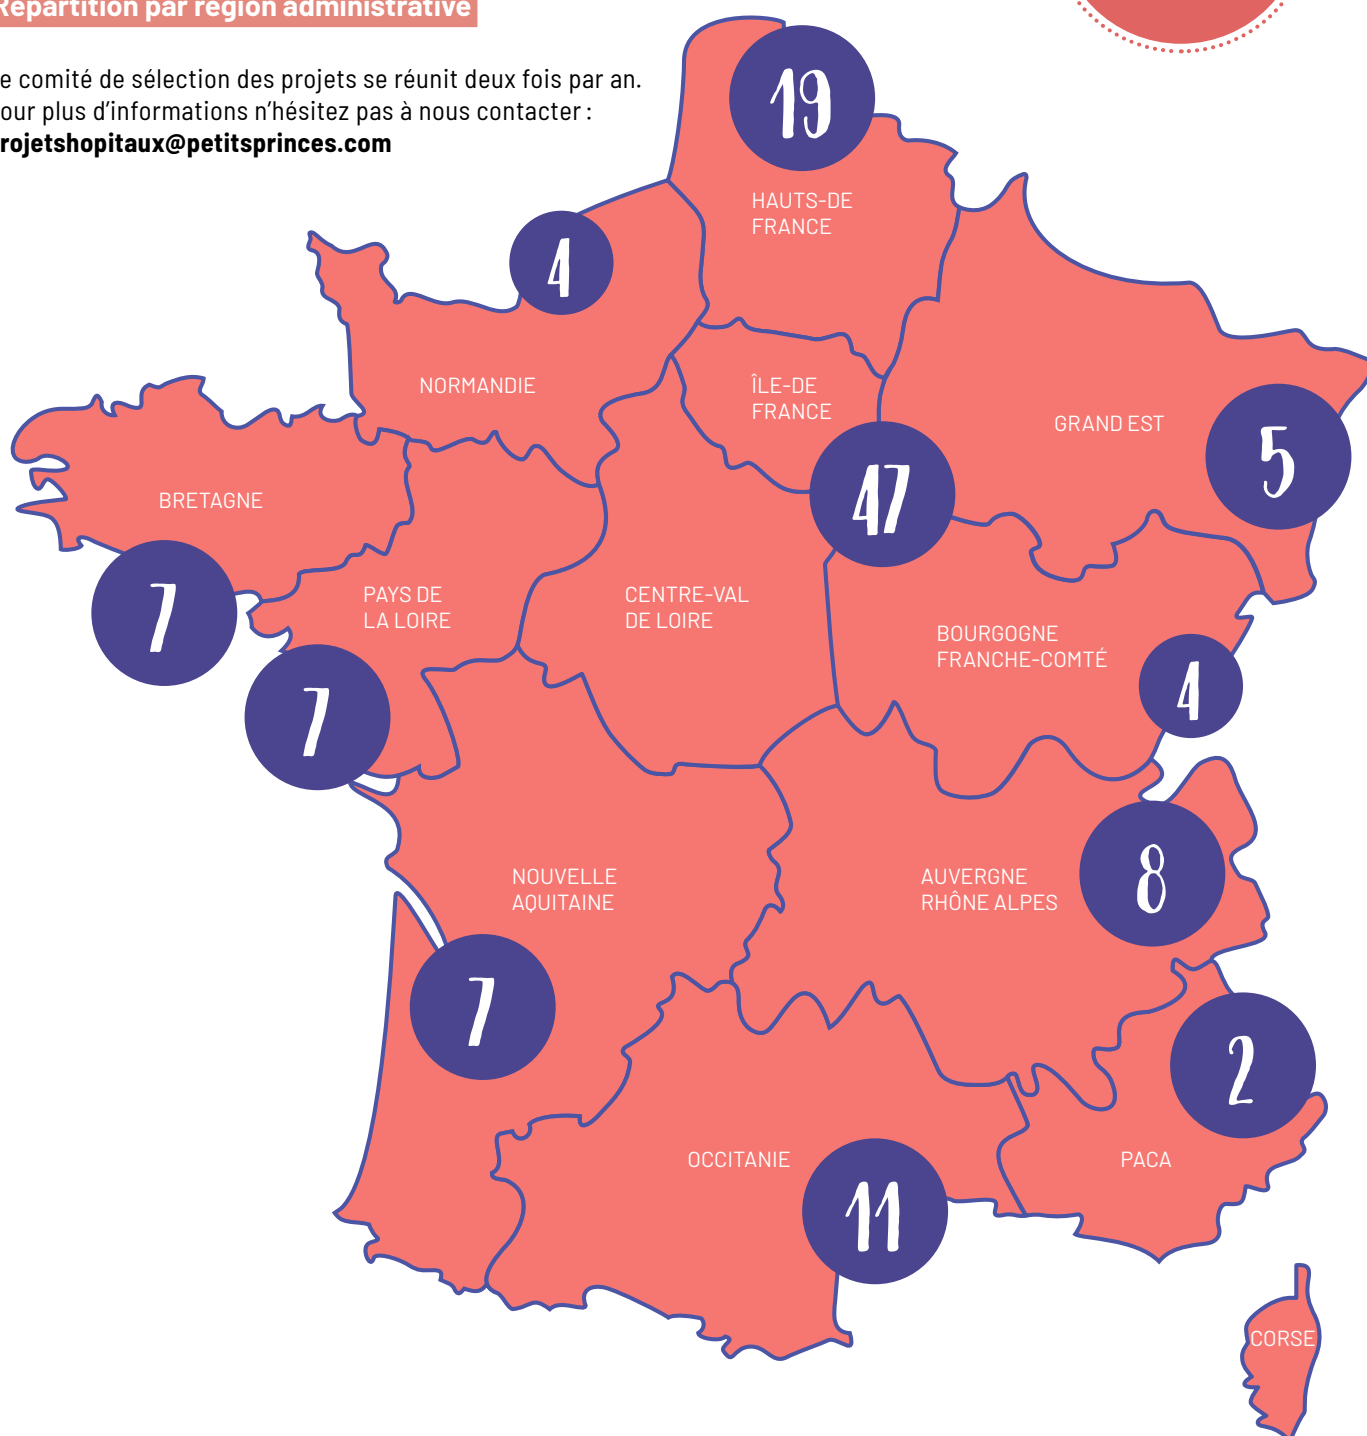 Répartition par région administrative
e comité de sélection des projets se réunit deux fois par an.
our plus d'informations n'hésitez pas à nous contacter :
rojetshopitaux@petitsprinces.com
19
HAUTS-DE
FRANCE
4
NORMANDIE
ÎLE-DE
FRANCE
47
GRAND EST
5
BRETAGNE
7
PAYS DE
LA LOIRE
7
CENTRE-VAL
DE LOIRE
BOURGOGNE
FRANCHE-COMTÉ
4
NOUVELLE
AQUITAINE
7
AUVERGNE
RHÔNE ALPES
8
2
PACA
OCCITANIE
11
CORSE